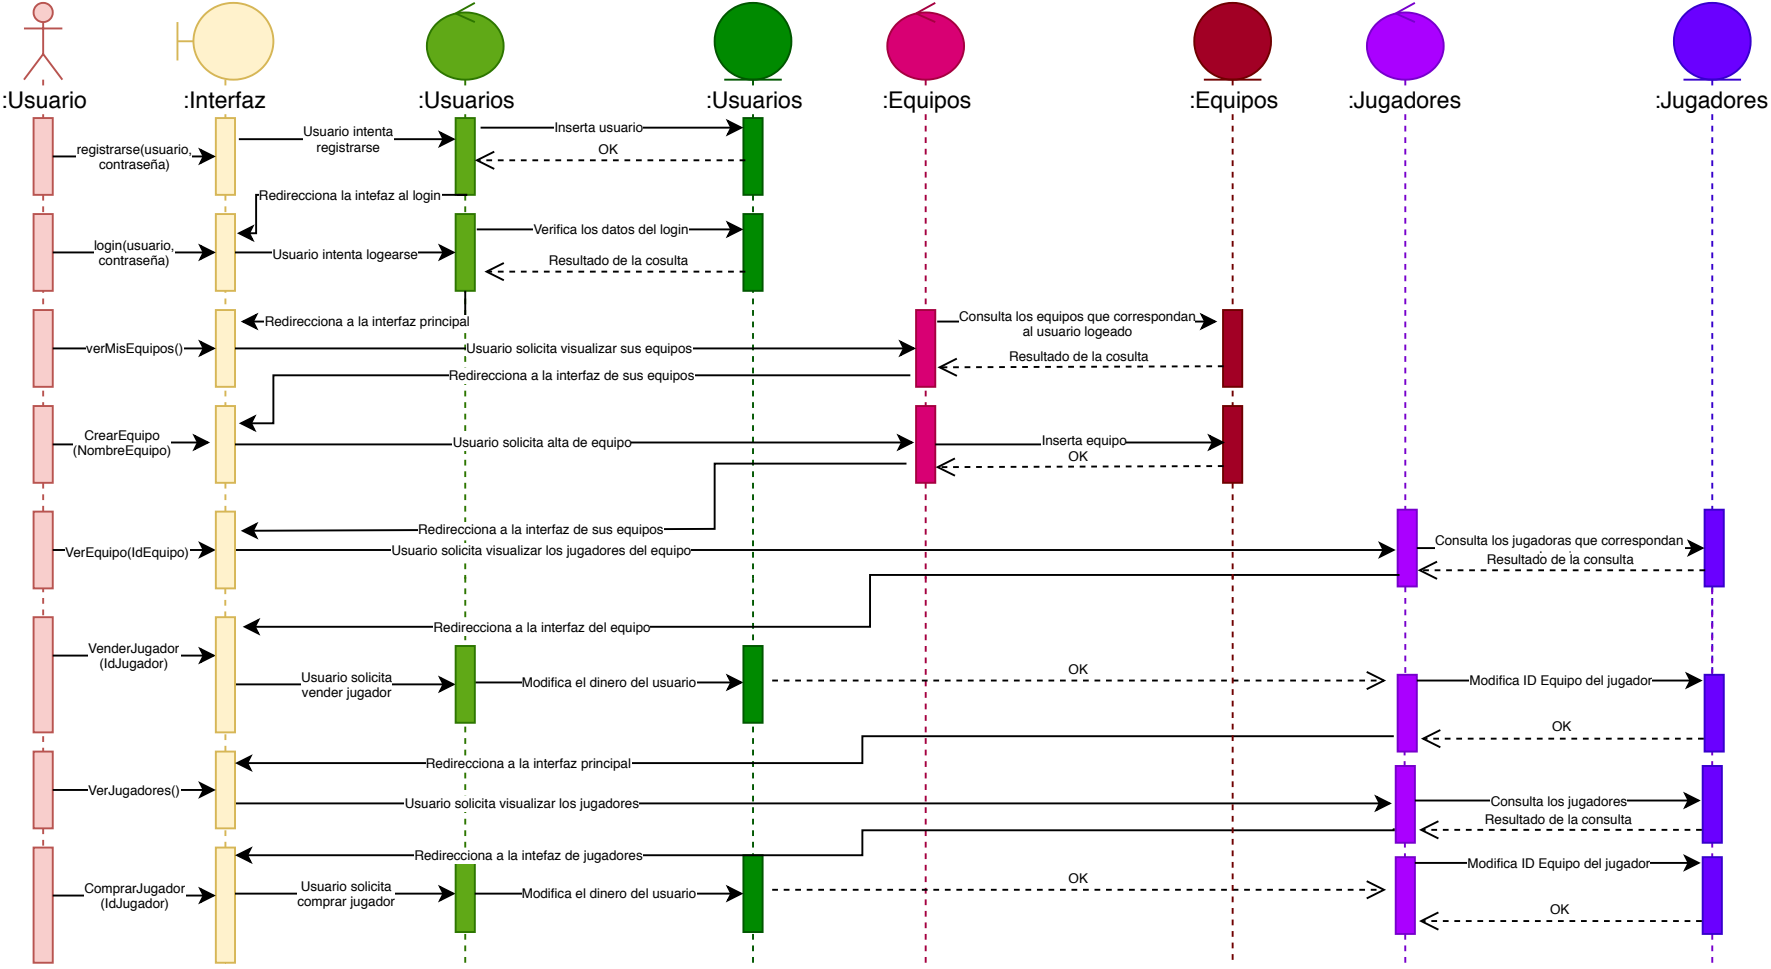 :Usuario
:Interfaz
:Usuarios
:Usuarios
:Equipos
:Equipos
:Jugadores
:Jugadores
registrarse(usuario,
contraseña)
Usuario intenta
registrarse
Inserta usuario
OK
Redirecciona la intefaz al login
login(usuario,
contraseña)
Usuario intenta logearse
Verifica los datos del login
Resultado de la cosulta
Redirecciona a la interfaz principal
verMisEquipos()
Usuario solicita visualizar sus equipos
Consulta los equipos que correspondan
al usuario logeado
Resultado de la cosulta
Redirecciona a la interfaz de sus equipos
CrearEquipo
(NombreEquipo)
Usuario solicita alta de equipo
Inserta equipo
OK
Redirecciona a la interfaz de sus equipos
VerEquipo(IdEquipo)
Usuario solicita visualizar los jugadores del equipo
Consulta los jugadoras que correspondan
Resultado de la consulta
Redirecciona a la interfaz del equipo
VenderJugador
(IdJugador)
Usuario solicita
vender jugador
Modifica el dinero del usuario
OK
Modifica ID Equipo del jugador
OK
Redirecciona a la interfaz principal
VerJugadores()
Usuario solicita visualizar los jugadores
Consulta los jugadores
Resultado de la consulta
Redirecciona a la intefaz de jugadores
ComprarJugador
(IdJugador)
Usuario solicita
comprar jugador
Modifica el dinero del usuario
OK
Modifica ID Equipo del jugador
OK